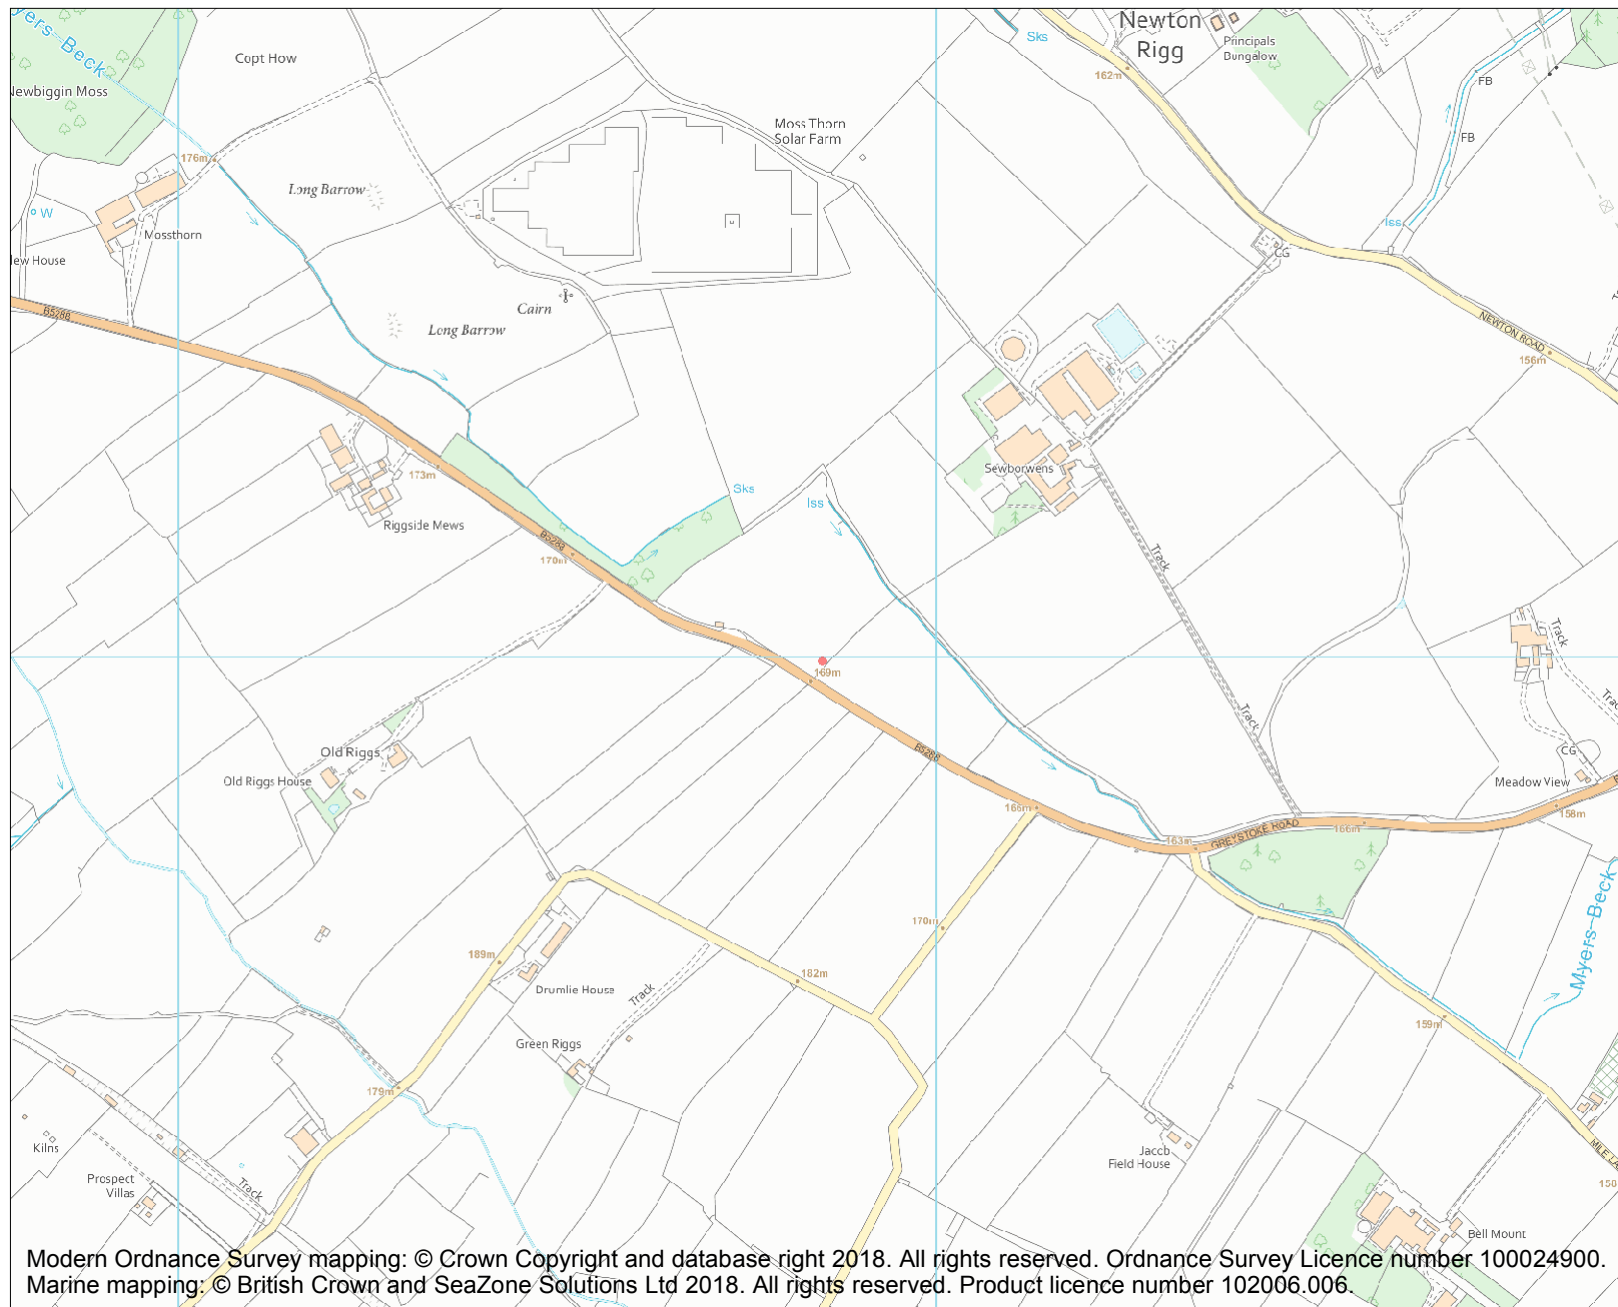 Myers Beck
Copt How
Newton
Rigg
Sks
Principals
Bungalow
162m
FB
Newbiggin Moss
Moss Thorn
Solar Farm
FB
176m
Long Barrow
W
Mossthorn
Iss
CG
New House
B5288
Cairn
Long Barrow
NEWTON ROAD
156m
173m
Sewborwens
Sks
Iss
Riggside Mews
B5288
170m
Track
Track
169m
Track
Old Riggs
B5288
CG
Old Riggs House
Meadow View
166m
158m
GREYSTOKE ROAD
166m
163m
Myers Beck
170m
189m
182m
Drumlie House
Track
159m
Green Riggs
179m
Kilns
Jacob
Field House
MILE LA
Prospect
Villas
Track
150
Bell Mount
Modern Ordnance Survey mapping: © Crown Copyright and database right 2018. All rights reserved. Ordnance Survey Licence number 100024900.
Marine mapping: © British Crown and SeaZone Solutions Ltd 2018. All rights reserved. Product licence number 102006.006.